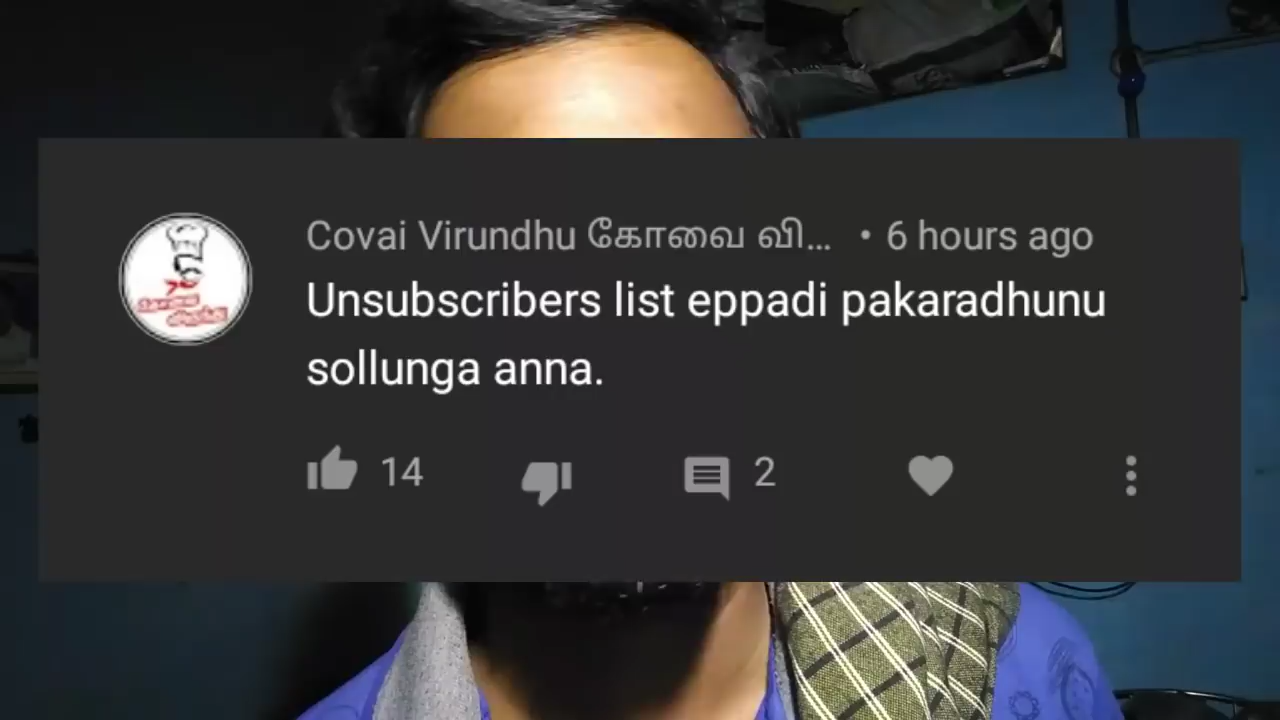 Covai Virundhu கோவை வி... • 6 hours ago
Unsubscribers list eppadi pakaradhunu
sollunga anna.
14 2